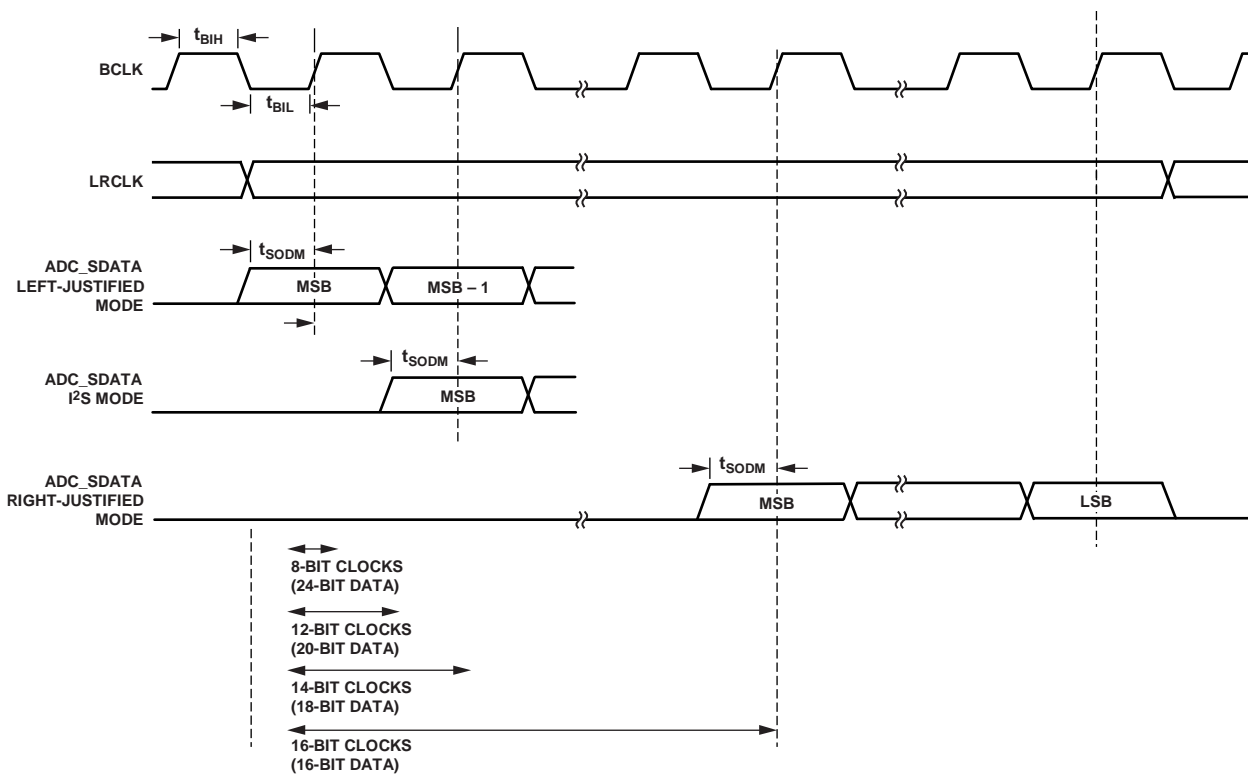 tBIH
BCLK
tBIL
LRCLK
ADC_SDATA
LEFT-JUSTIFIED
MODE
tSODM
MSB
MSB – 1
ADC_SDATA
I2S MODE
tSODM
MSB
ADC_SDATA
RIGHT-JUSTIFIED
MODE
tSODM
MSB
LSB
8-BIT CLOCKS
(24-BIT DATA)
12-BIT CLOCKS
(20-BIT DATA)
14-BIT CLOCKS
(18-BIT DATA)
16-BIT CLOCKS
(16-BIT DATA)